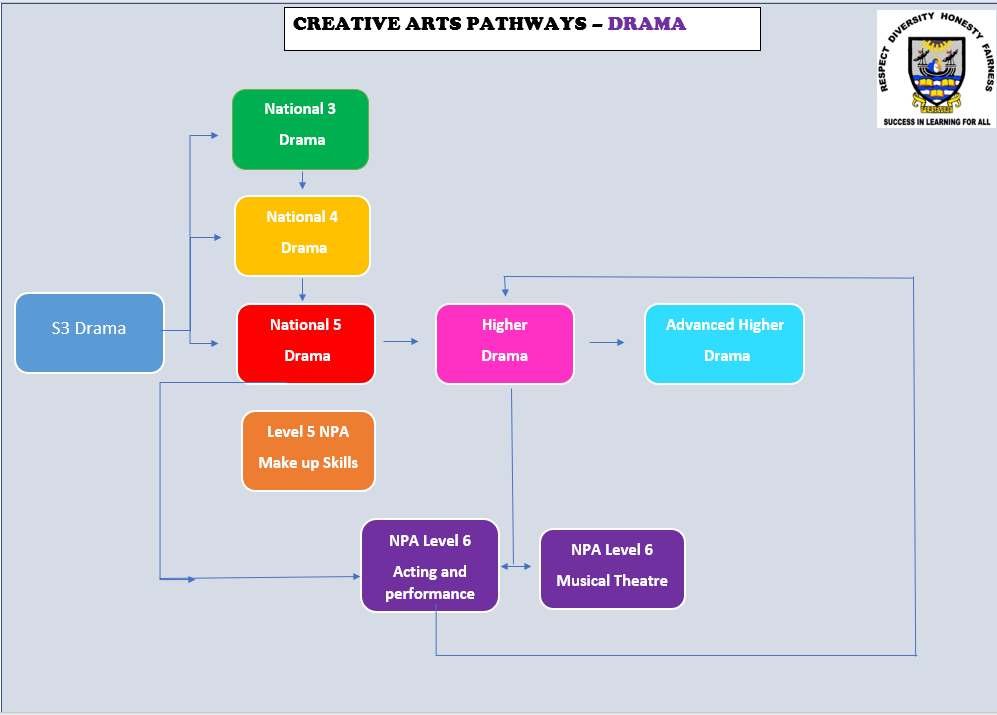 CREATIVE ARTS PATHWAYS – DRAMA
RESPECT DIVERSITY HONESTY FAIRNESS
PERSEVERE
SUCCESS IN LEARNING FOR ALL
National 3
Drama
National 4
Drama
S3 Drama
National 5
Drama
Higher
Drama
Advanced Higher
Drama
Level 5 NPA
Make up Skills
NPA Level 6
Acting and
performance
NPA Level 6
Musical Theatre